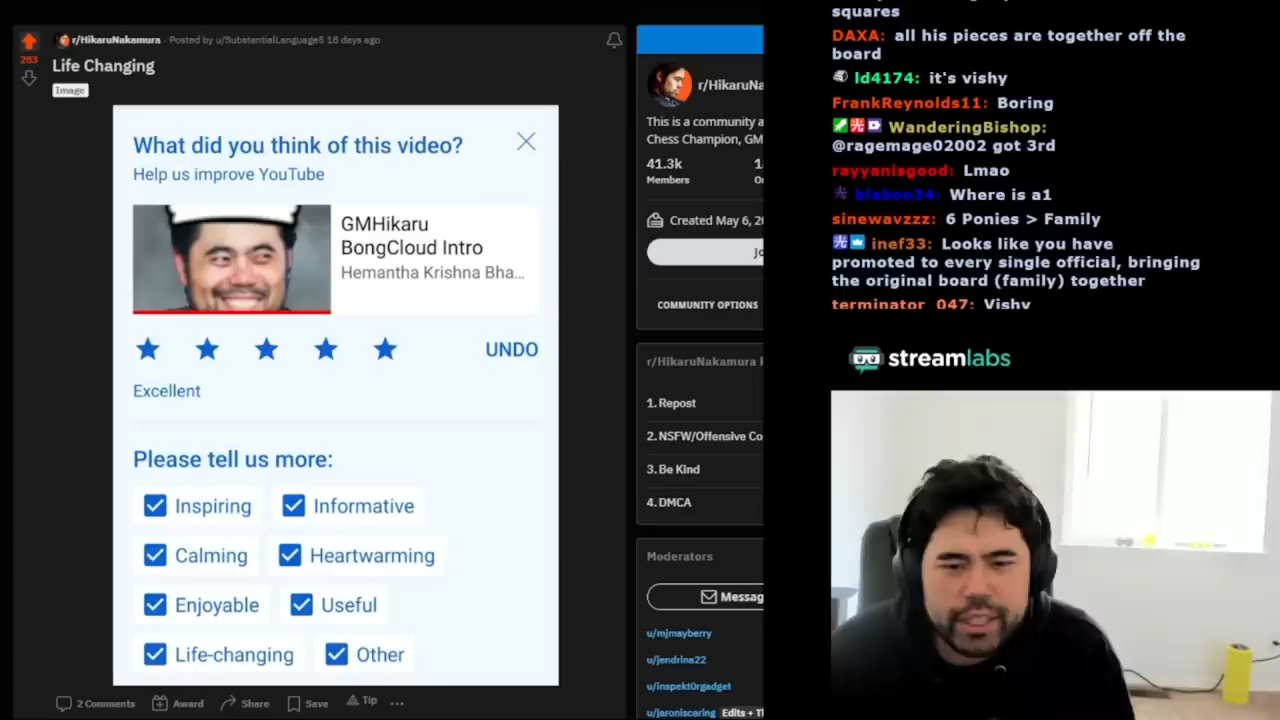 283
r/HikaruNakamura · Posted by u/SubstantialLanguage5 18 days ago
Life Changing
Image
What did you think of this video?
Help us improve YouTube
GMHikaru
BongCloud Intro
Hemantha Krishna Bha...
UNDO
Excellent
Please tell us more:
Inspiring
Informative
Calming
Heartwarming
Enjoyable
Useful
Life-changing
Other
2 Comments
Award
Share
Save
Tip
r/HikaruNa
This is a community a
Chess Champion, GM
41.3k
Members
Created May 6, 20
COMMUNITY OPTIONS
r/HikaruNakamura
1. Repost
2. NSFW/Offensive Co
3. Be Kind
4. DMCA
Moderators
Messag
u/mjmayberry
u/jendrina22
u/inspekt0rgadget
u/jaroniscaring Edits + Th
squares
DAXA: all his pieces are together off the
board
ld4174: it's vishy
FrankReynolds11: Boring
WanderingBishop:
@ragemage02002 got 3rd
rayyanisgood: Lmao
blaboo34: Where is a1
sinewavzzz: 6 Ponies > Family
inef33: Looks like you have
promoted to every single official, bringing
the original board (family) together
terminator_047: Vishy
streamlabs